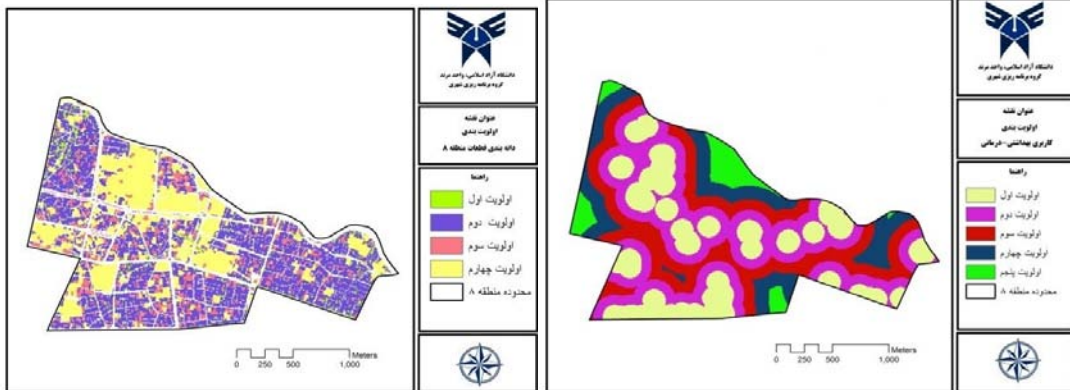 دانشگاه آزاد اسلامی، واحد مرند
گروه برنامه ریزی شهری
عنوان نقشه
اولویت بندی
دانه بندی قطعات منطقه ۸
راهنما
اولویت اول
اولویت دوم
اولویت سوم
اولویت چهارم
محدوده منطقه ۸
Meters
0 250 500 1,000
دانشگاه آزاد اسلامی، واحد مرند
گروه برنامه ریزی شهری
عنوان نقشه
اولویت بندی
کاربری بهداشتی - درمانی
راهنما
اولویت اول
اولویت دوم
اولویت سوم
اولویت چهارم
اولویت پنجم
محدوده منطقه ۸
Meters
0 250 500 1,000